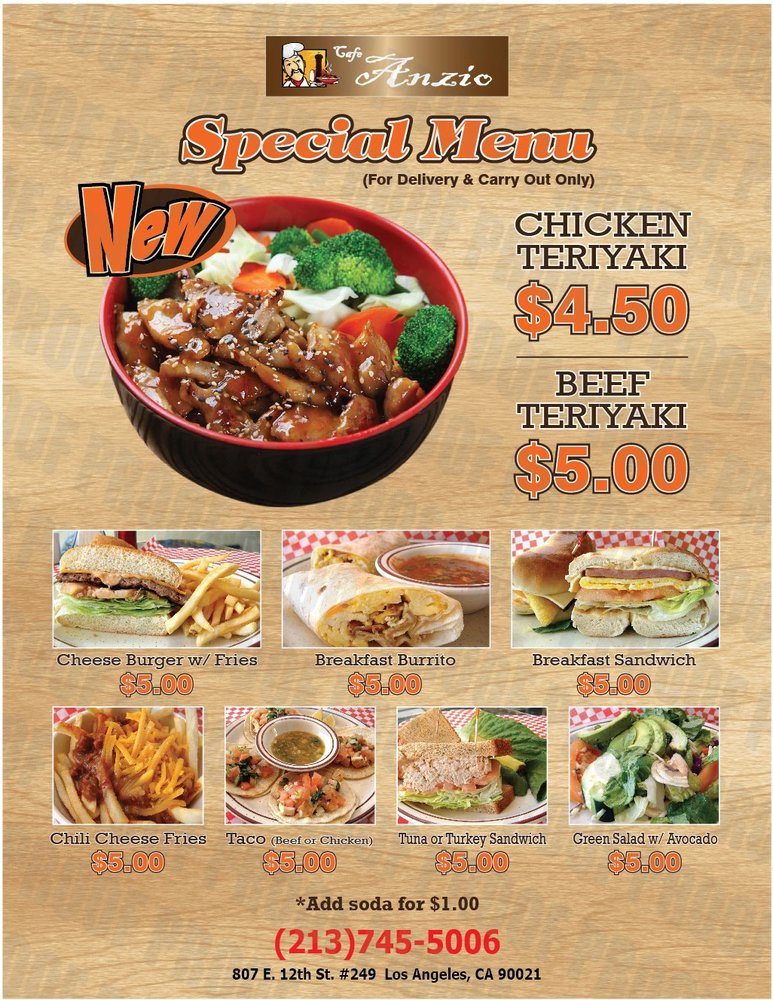 Cafe Anzio
Special Menu
(For Delivery & Carry Out Only)
New
CHICKEN
TERIYAKI
$4.50
BEEF
TERIYAKI
$5.00
Cheese Burger w/ Fries
$5.00
Breakfast Burrito
$5.00
Breakfast Sandwich
$5.00
Chili Cheese Fries
$5.00
Taco (Beef or Chicken)
$5.00
Tuna or Turkey Sandwich
$5.00
Green Salad w/ Avocado
$5.00
*Add soda for $1.00
(213)745-5006
807 E. 12th St. #249 Los Angeles, CA 90021